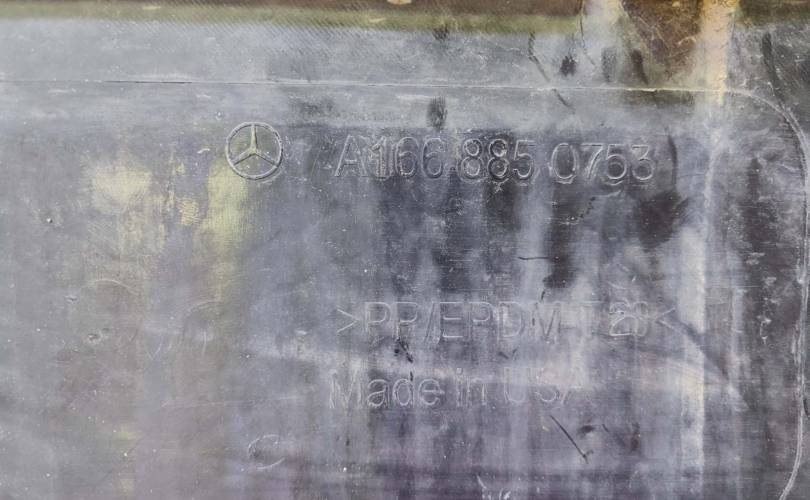 A166 885 0753
>PP/EPDM-T20<
Made in USA